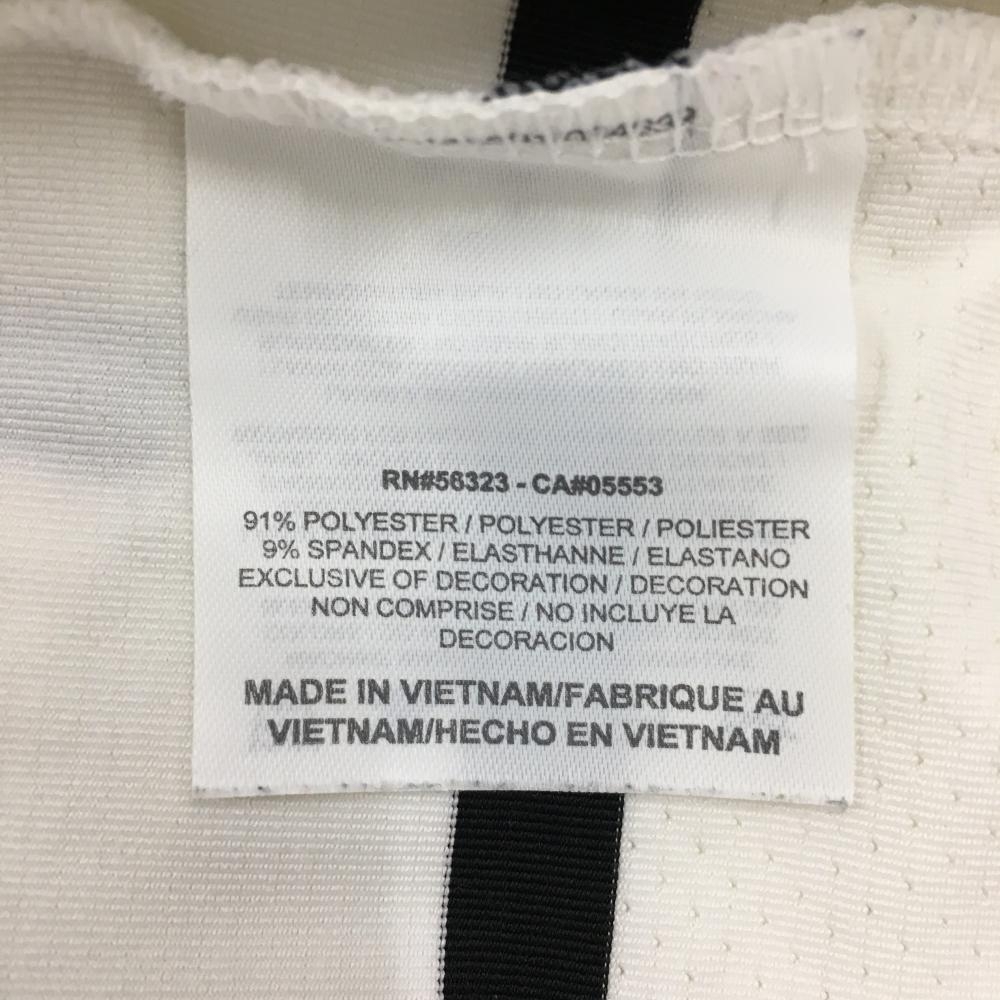 RN#56323 - CA#05553
91% POLYESTER / POLYESTER / POLIESTER
9% SPANDEX / ELASTHANNE / ELASTANO
EXCLUSIVE OF DECORATION / DECORATION
NON COMPRISE / NO INCLUYE LA
DECORACION
MADE IN VIETNAM/FABRIQUE AU
VIETNAM/HECHO EN VIETNAM